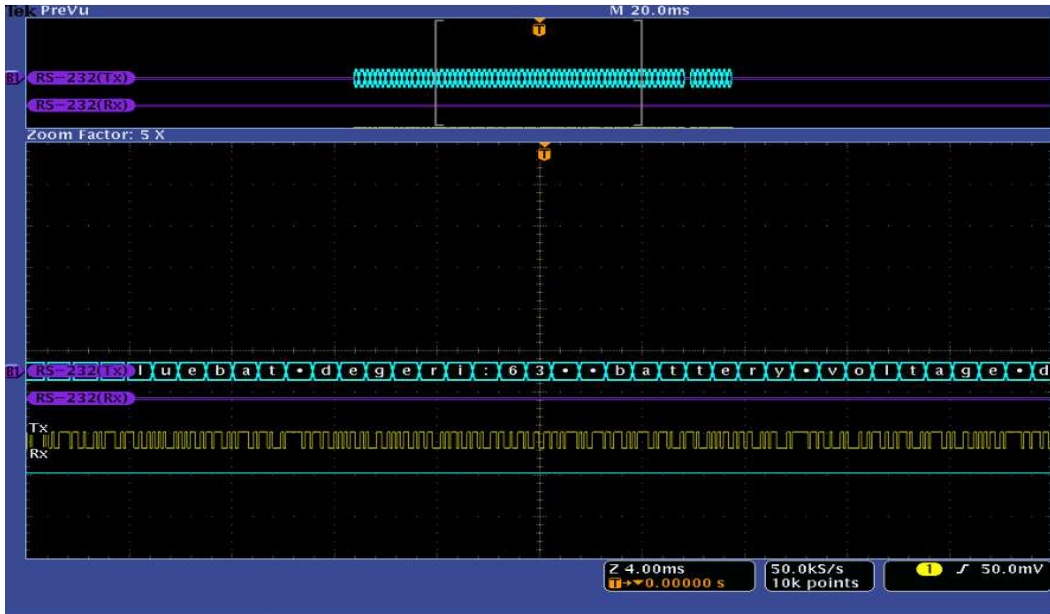 Tek PreVu M 20.0ms
T
B1 RS-232(Tx)
RS-232(Rx)
Zoom Factor: 5 X
T
B1 RS-232(Tx) l u e b a t • d e g e r i : 6 3 • • b a t t e r y • v o l t a g e • d
RS-232(Rx)
Tx
Rx
Z 4.00ms 50.0kS/s 1 50.0mV
T 0.00000 s 10k points